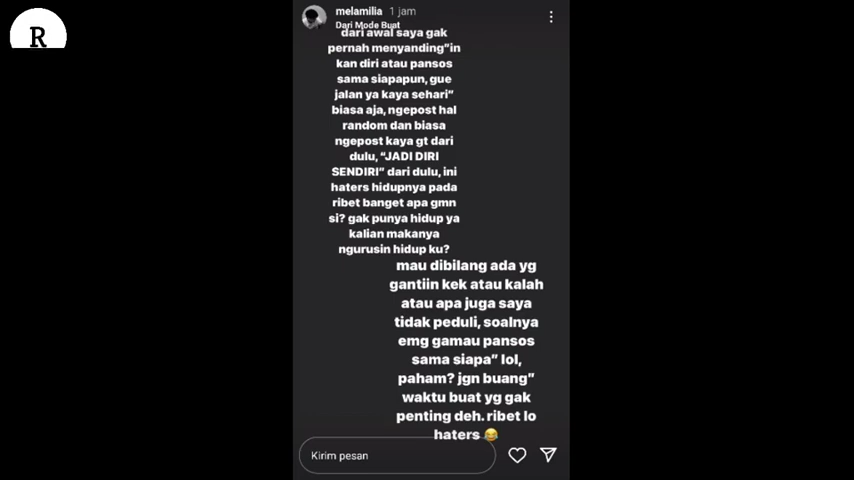 R
melamilia 1 jam
Dari Mode Buat
dari awal saya gak
pernah menyanding"in
kan diri atau pansos
sama siapapun, gue
jalan ya kaya sehari"
biasa aja, ngepost hal
random dan biasa
ngepost kaya gt dari
dulu, “JADI DIRI
SENDIRI” dari dulu, ini
haters hidupnya pada
ribet banget apa gmn
si? gak punya hidup ya
kalian makanya
ngurusin hidup ku?
mau dibilang ada yg
gantiin kek atau kalah
atau apa juga saya
tidak peduli, soalnya
emg gamau pansos
sama siapa” lol,
paham? jgn buang”
waktu buat yg gak
penting deh. ribet lo
haters 😂
Kirim pesan